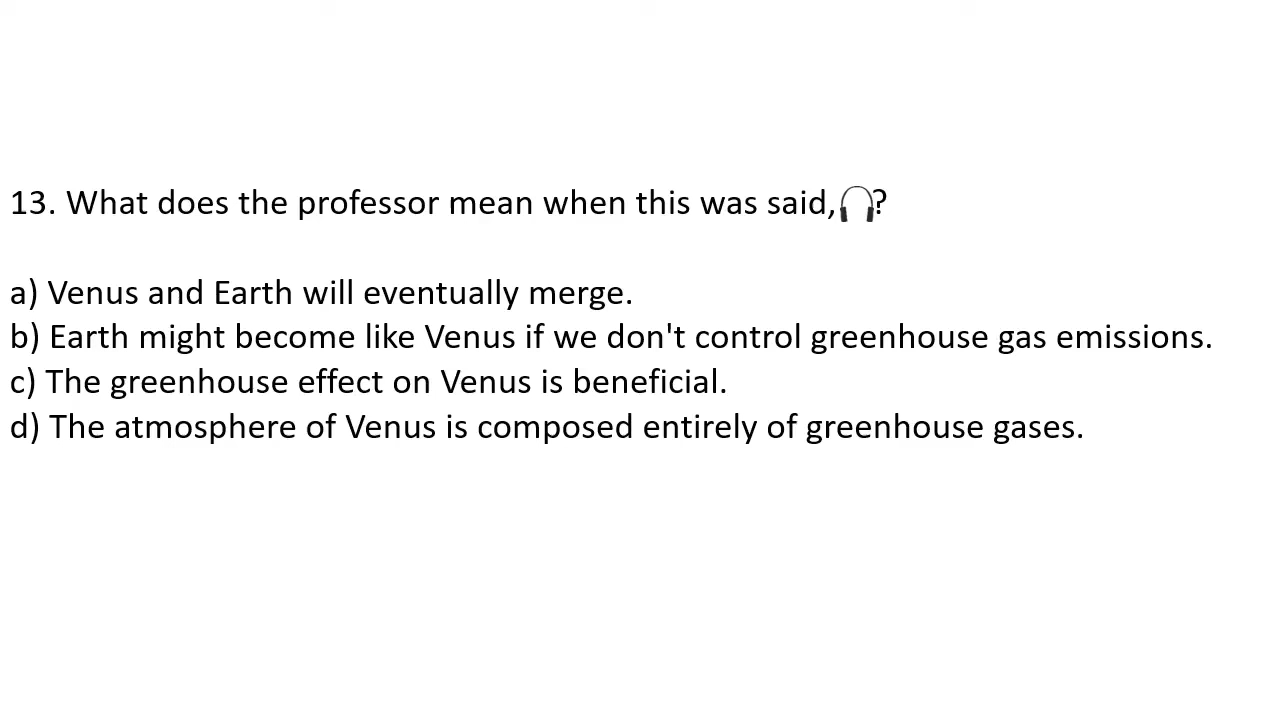 13. What does the professor mean when this was said,🎧?
a) Venus and Earth will eventually merge.
b) Earth might become like Venus if we don't control greenhouse gas emissions.
c) The greenhouse effect on Venus is beneficial.
d) The atmosphere of Venus is composed entirely of greenhouse gases.